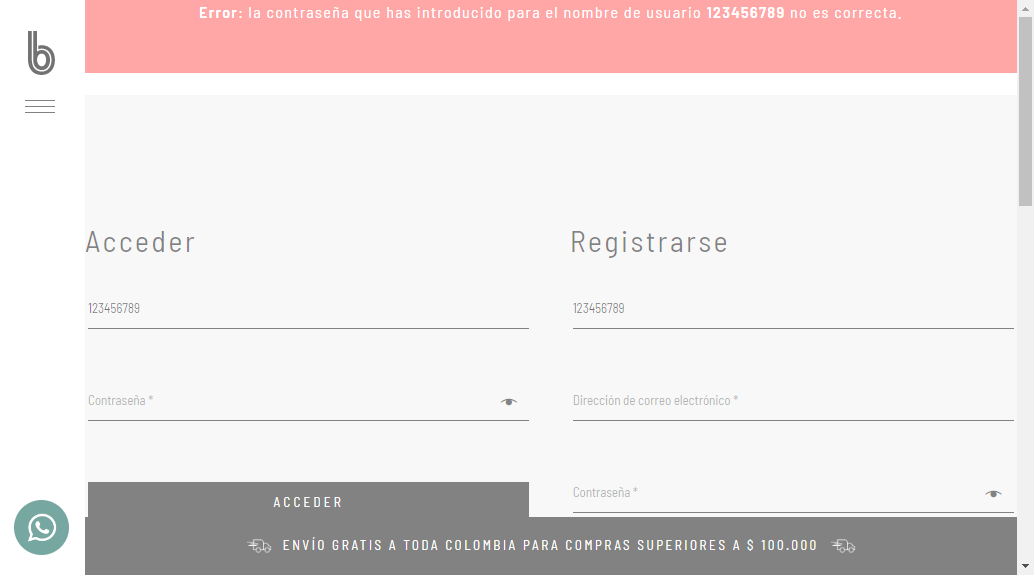 Error: la contraseña que has introducido para el nombre de usuario 123456789 no es correcta.
b
Acceder
Registrarse
123456789
123456789
Contraseña *
Dirección de correo electrónico *
ACCEDER
Contraseña *
ENVÍO GRATIS A TODA COLOMBIA PARA COMPRAS SUPERIORES A $ 100.000